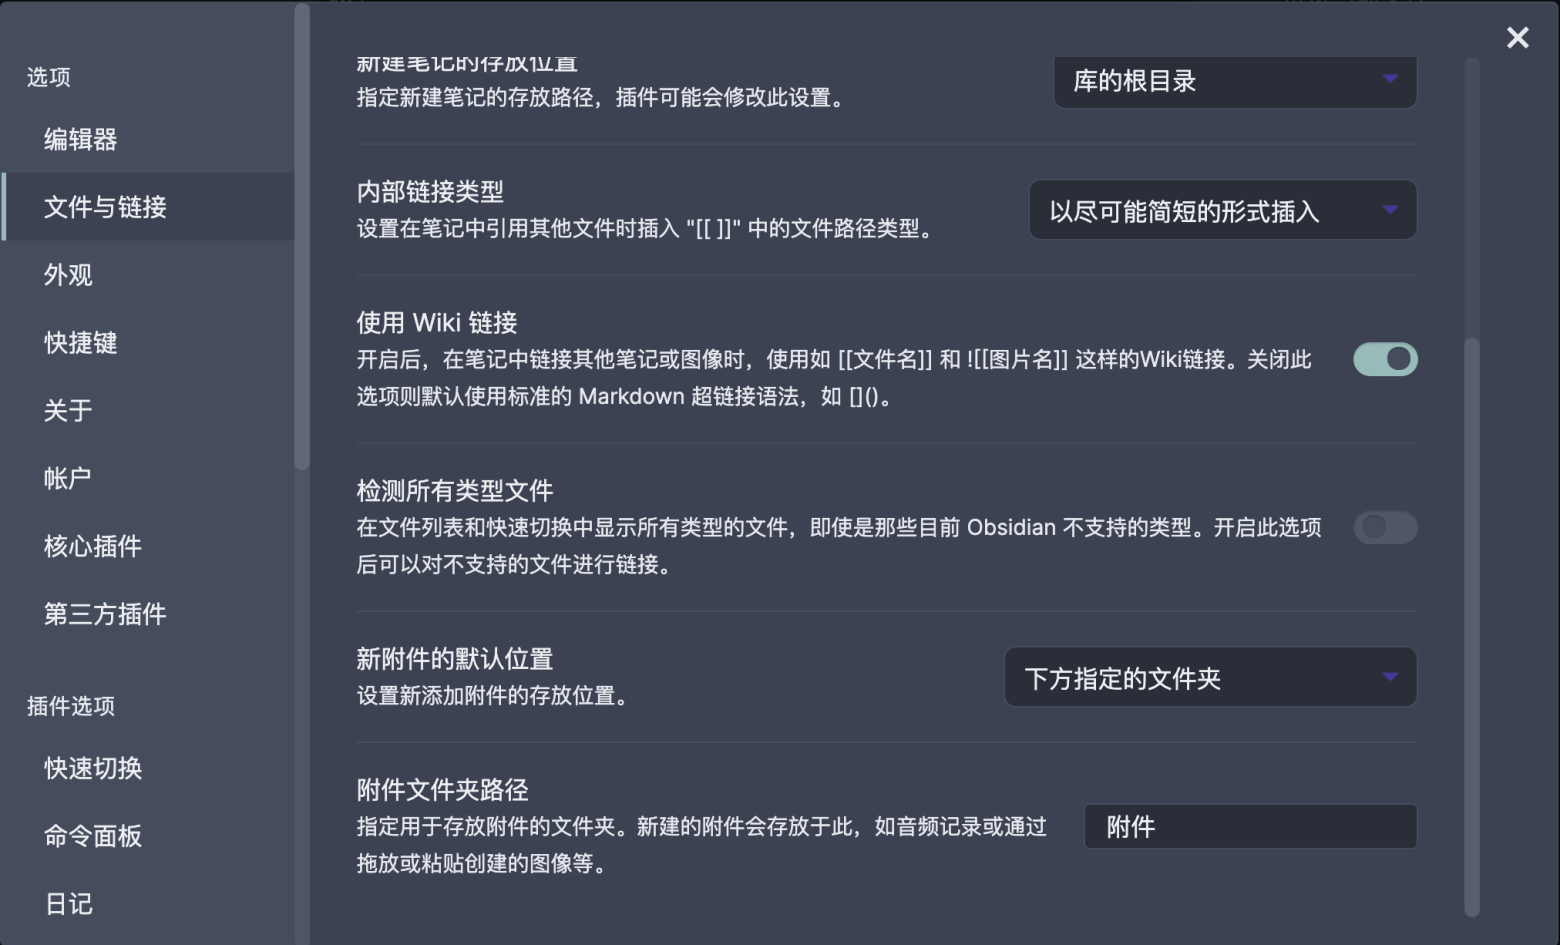 选项
编辑器
文件与链接
外观
快捷键
关于
帐户
核心插件
第三方插件
插件选项
快速切换
命令面板
日记
新建笔记的存放位置
指定新建笔记的存放路径，插件可能会修改此设置。
库的根目录
内部链接类型
设置在笔记中引用其他文件时插入 "[[ ]]" 中的文件路径类型。
以尽可能简短的形式插入
使用 Wiki 链接
开启后，在笔记中链接其他笔记或图像时，使用如 [[文件名]] 和 ![[图片名]] 这样的Wiki链接。关闭此
选项则默认使用标准的 Markdown 超链接语法，如 []()。
检测所有类型文件
在文件列表和快速切换中显示所有类型的文件，即使是那些目前 Obsidian 不支持的类型。开启此选项
后可以对不支持的文件进行链接。
新附件的默认位置
设置新添加附件的存放位置。
下方指定的文件夹
附件文件夹路径
指定用于存放附件的文件夹。新建的附件会存放于此，如音频记录或通过
拖放或粘贴创建的图像等。
附件